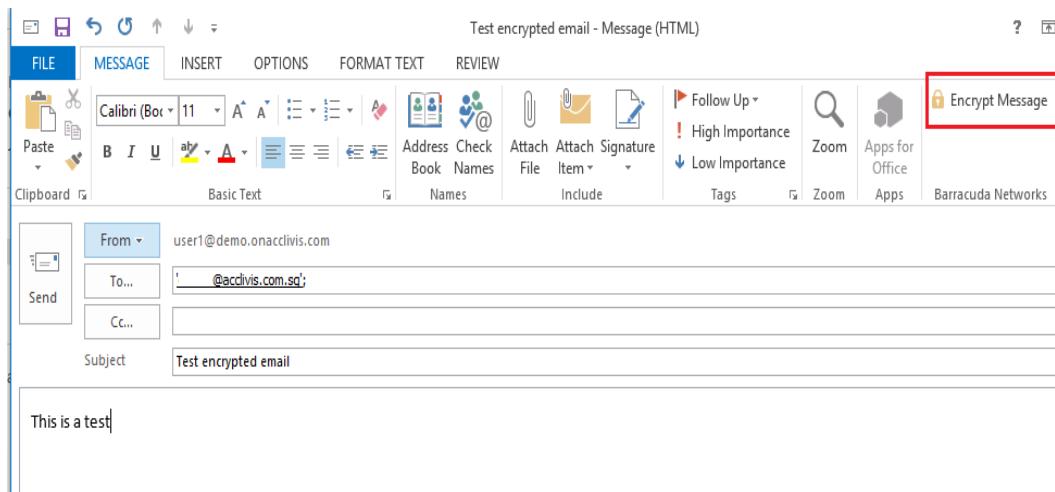 Test encrypted email - Message (HTML) ?
FILE MESSAGE INSERT OPTIONS FORMAT TEXT REVIEW
Calibri (Boc 11 A A
Paste
B I U aby A
Address Book
Check Names
Attach File
Attach Item
Signature
Follow Up
! High Importance
Low Importance
Zoom
Apps for Office
Encrypt Message
Clipboard Basic Text Names Include Tags Zoom Apps Barracuda Networks
Send
From user1@demo.onacclivis.com
To... ' @acclivis.com.sg';
Cc...
Subject Test encrypted email
This is a test